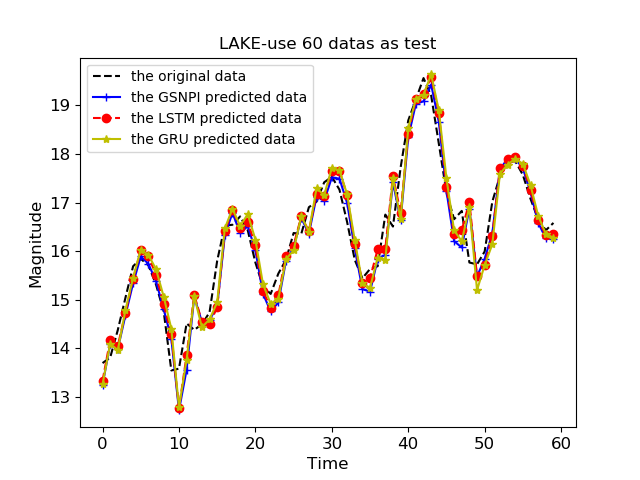 LAKE-use 60 datas as test
the original data
the GSNPI predicted data
the LSTM predicted data
the GRU predicted data
Magnitude
19
18
17
16
15
14
13
0 10 20 30 40 50 60
Time